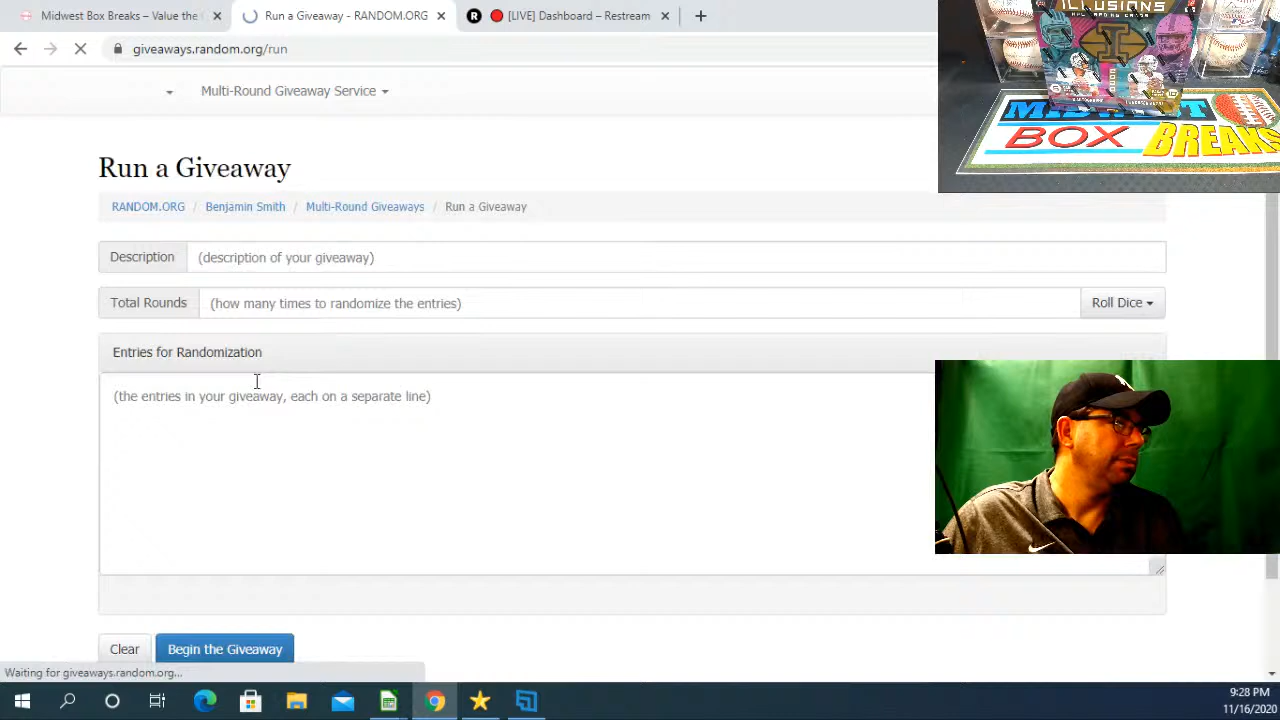 Midwest Box Breaks – Value the
Run a Giveaway - RANDOM.ORG
[LIVE] Dashboard – Restream
giveaways.random.org/run
Multi-Round Giveaway Service
Run a Giveaway
RANDOM.ORG / Benjamin Smith / Multi-Round Giveaways / Run a Giveaway
Description (description of your giveaway)
Total Rounds (how many times to randomize the entries) Roll Dice
Entries for Randomization
(the entries in your giveaway, each on a separate line)
Clear Begin the Giveaway
Waiting for giveaways.random.org...
9:28 PM
11/16/2020
ILLUSIONS
MIDWEST
BOX BREAKS